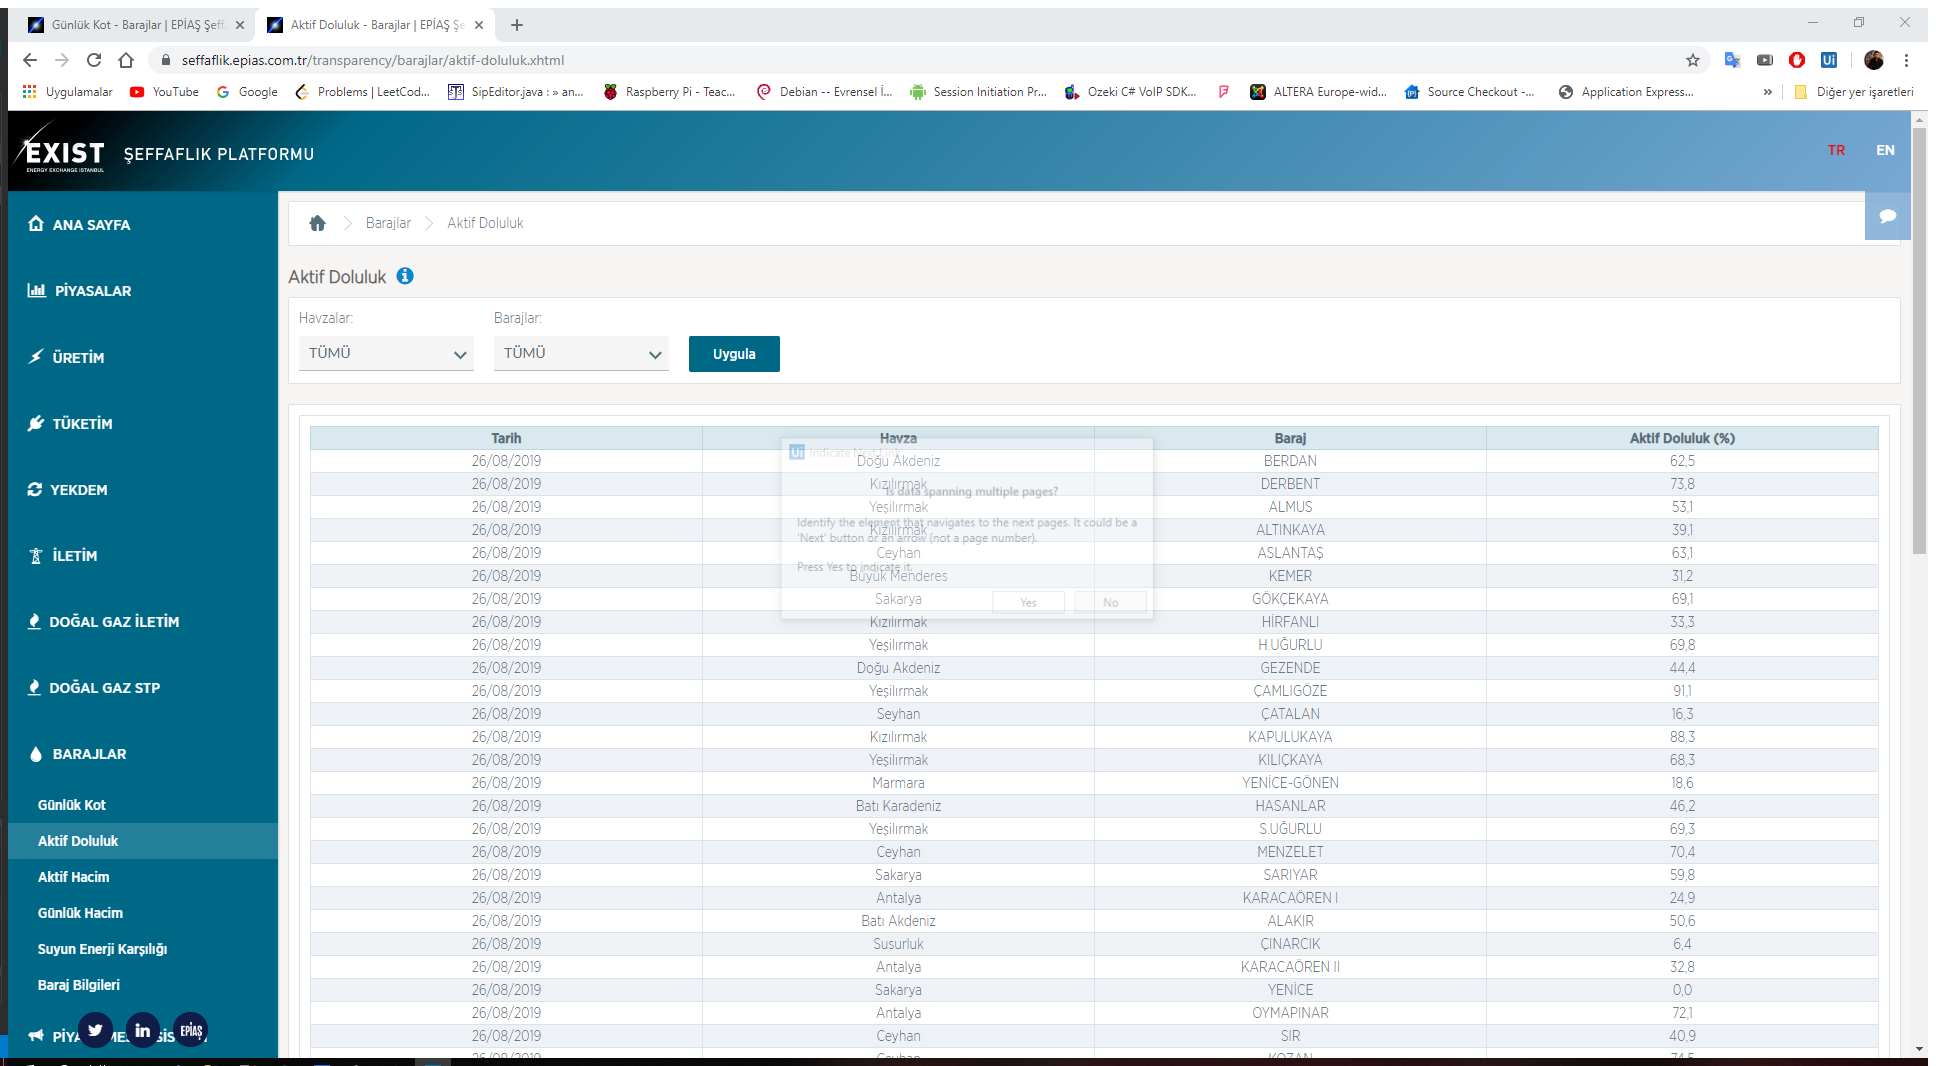 Günlük Kot - Barajlar | EPİAŞ Şeff
Aktif Doluluk - Barajlar | EPİAŞ Şe
seffaflik.epias.com.tr/transparency/barajlar/aktif-doluluk.xhtml
Uygulamalar YouTube Google Problems | LeetCod... SipEditor.java : » an... Raspberry Pi - Teac... Debian -- Evrensel İ... Session Initiation Pr... Ozeki C# VoIP SDK... ALTERA Europe-wid... Source Checkout -... Application Express... » Diğer yer işaretleri
EXIST
ENERGY EXCHANGE ISTANBUL
ŞEFFAFLIK PLATFORMU
TR EN
ANA SAYFA
PİYASALAR
ÜRETİM
TÜKETİM
YEKDEM
İLETİM
DOĞAL GAZ İLETİM
DOĞAL GAZ STP
BARAJLAR
Günlük Kot
Aktif Doluluk
Aktif Hacim
Günlük Hacim
Suyun Enerji Karşılığı
Baraj Bilgileri
EPİAŞ
Barajlar Aktif Doluluk
Aktif Doluluk
Havzalar: Barajlar:
TÜMÜ TÜMÜ Uygula
Tarih Havza Baraj Aktif Doluluk (%)
26/08/2019 Doğu Akdeniz BERDAN 62,5
26/08/2019 Kızılırmak DERBENT 73,8
26/08/2019 Yeşilırmak ALMUS 53,1
26/08/2019 Kızılırmak ALTINKAYA 39,1
26/08/2019 Ceyhan ASLANTAŞ 63,1
26/08/2019 Büyük Menderes KEMER 31,2
26/08/2019 Sakarya GÖKÇEKAYA 69,1
26/08/2019 Kızılırmak HİRFANLI 33,3
26/08/2019 Yeşilırmak H.UĞURLU 69,8
26/08/2019 Doğu Akdeniz GEZENDE 44,4
26/08/2019 Yeşilırmak ÇAMLIGÖZE 91,1
26/08/2019 Seyhan ÇATALAN 16,3
26/08/2019 Kızılırmak KAPULUKAYA 88,3
26/08/2019 Yeşilırmak KILIÇKAYA 68,3
26/08/2019 Marmara YENİCE-GÖNEN 18,6
26/08/2019 Batı Karadeniz HASANLAR 46,2
26/08/2019 Yeşilırmak S.UĞURLU 69,3
26/08/2019 Ceyhan MENZELET 70,4
26/08/2019 Sakarya SARIYAR 59,8
26/08/2019 Antalya KARACAÖREN I 24,9
26/08/2019 Batı Akdeniz ALAKIR 50,6
26/08/2019 Susurluk ÇINARCIK 6,4
26/08/2019 Antalya KARACAÖREN II 32,8
26/08/2019 Sakarya YENİCE 0,0
26/08/2019 Antalya OYMAPINAR 72,1
26/08/2019 Ceyhan SIR 40,9
26/08/2019 Ceyhan KOZAN 74,5
Ui Indicate Next Link
Is data spanning multiple pages?
Identify the element that navigates to the next pages. It could be a
'Next' button or an arrow (not a page number).
Press Yes to indicate it.
Yes No